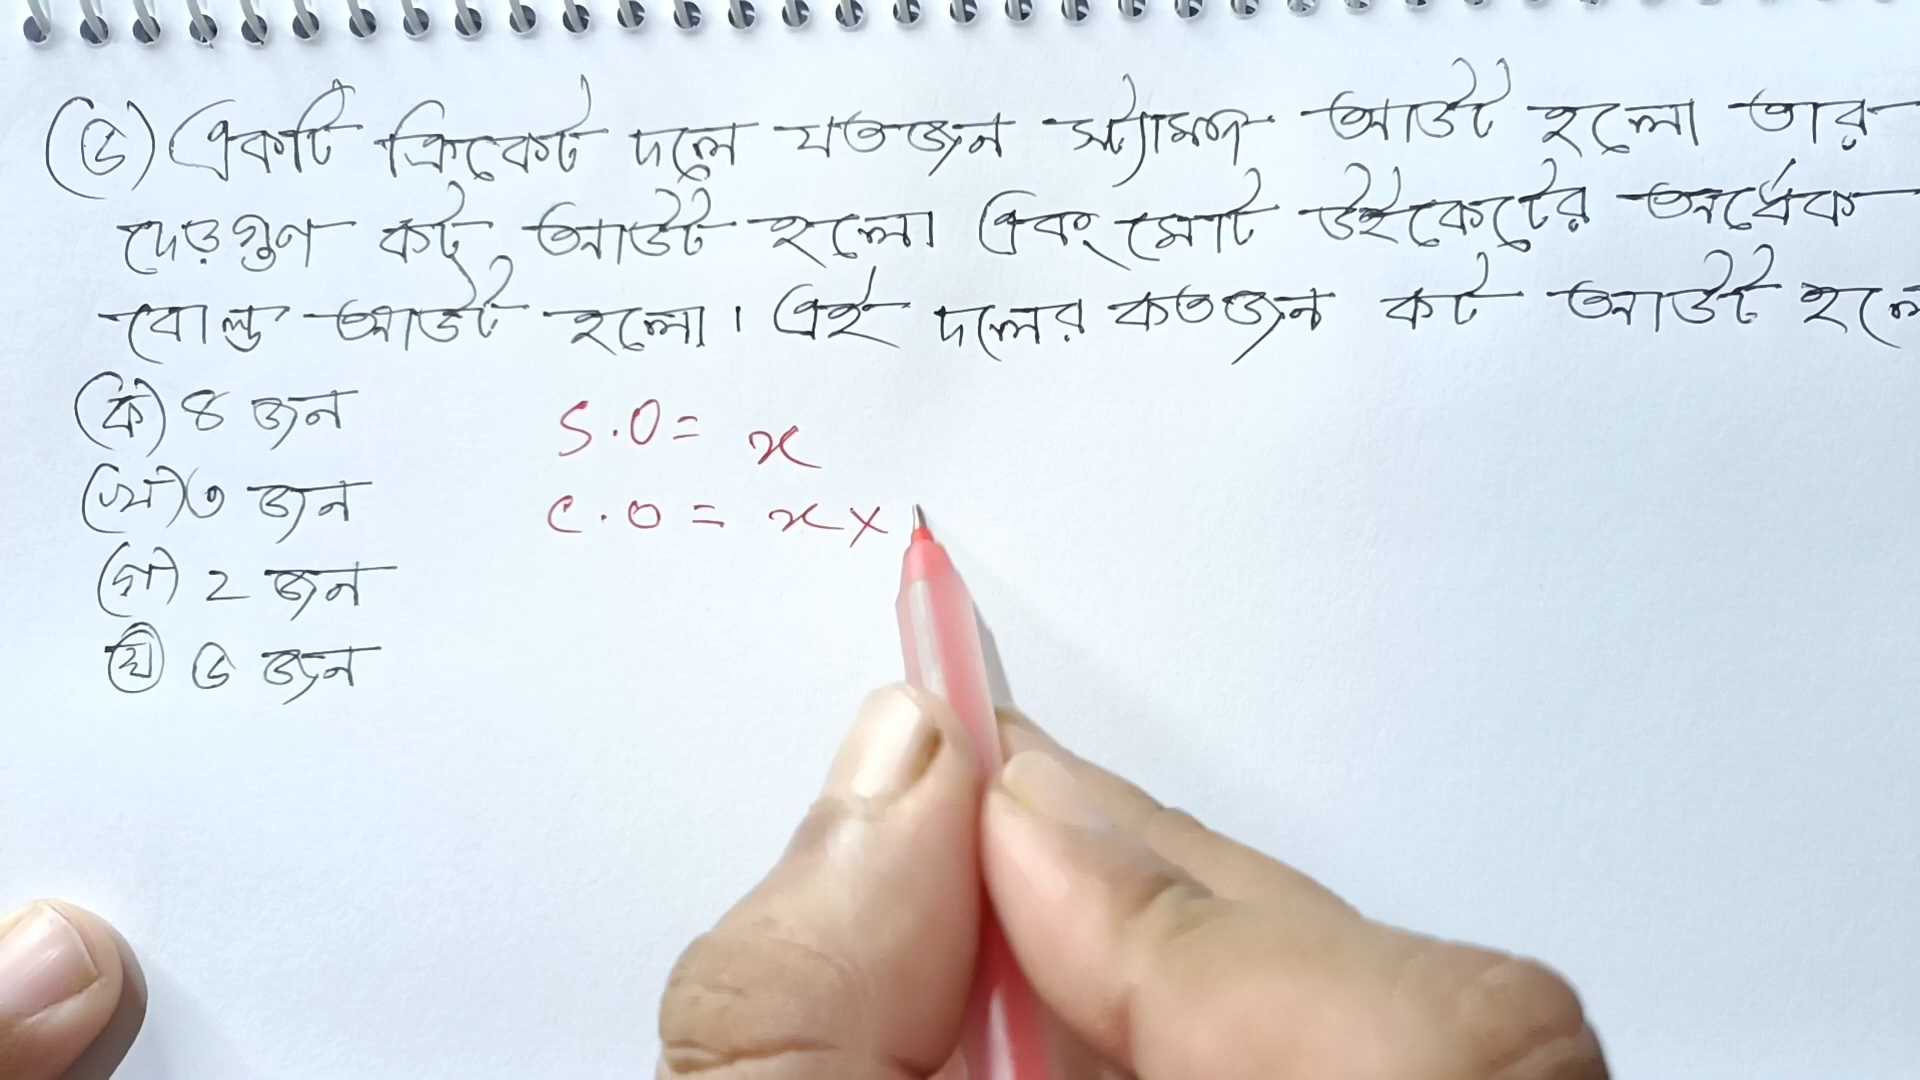 (৬) একটি ক্রিকেট দলে যতজন স্ট্যাম্প আউট হলো তার
দেড়গুণ কট আউট হলো এবং মোট উইকেটের অর্ধেক
বোল্ড আউট হলো। এই দলের কতজন কট আউট হলে
(ক) ৪ জন
(খ) ৩ জন
(গ) ২ জন
(ঘ) ৬ জন
S.O = x
C.O = x×